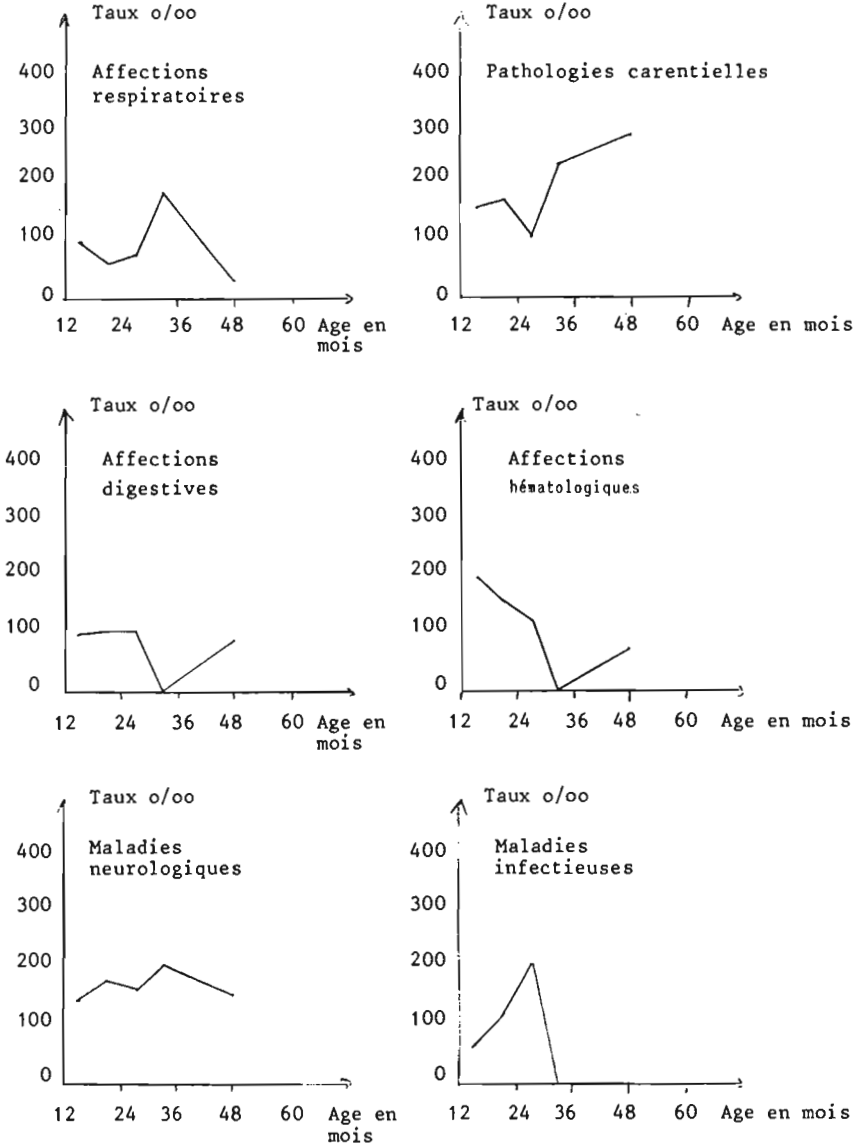 Taux o/oo
Affections
respiratoires
400
300
200
100
0
12 24 36 48 60 Age en
mois
Taux o/oo
Pathologies carentielles
400
300
200
100
0
12 24 36 48 60 Age en mois
Taux o/oo
Affections
digestives
400
300
200
100
0
12 24 36 48 60 Age en
mois
Taux o/oo
Affections
hématologiques
400
300
200
100
0
12 24 36 48 60 Age en mois
Taux o/oo
Maladies
neurologiques
400
300
200
100
0
12 24 36 48 60 Age en
mois
Taux o/oo
Maladies
infectieuses
400
300
200
100
0
12 24 36 48 60 Age en mois